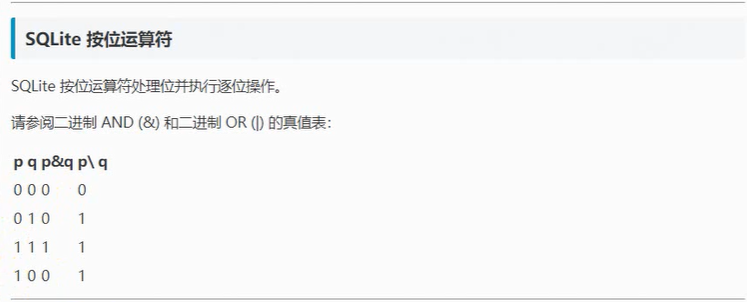 SQLite 按位运算符
SQLite 按位运算符处理位并执行逐位操作。
请参阅二进制 AND (&) 和二进制 OR (|) 的真值表：
p q p&q p\ q
0 0 0 0
0 1 0 1
1 1 1 1
1 0 0 1